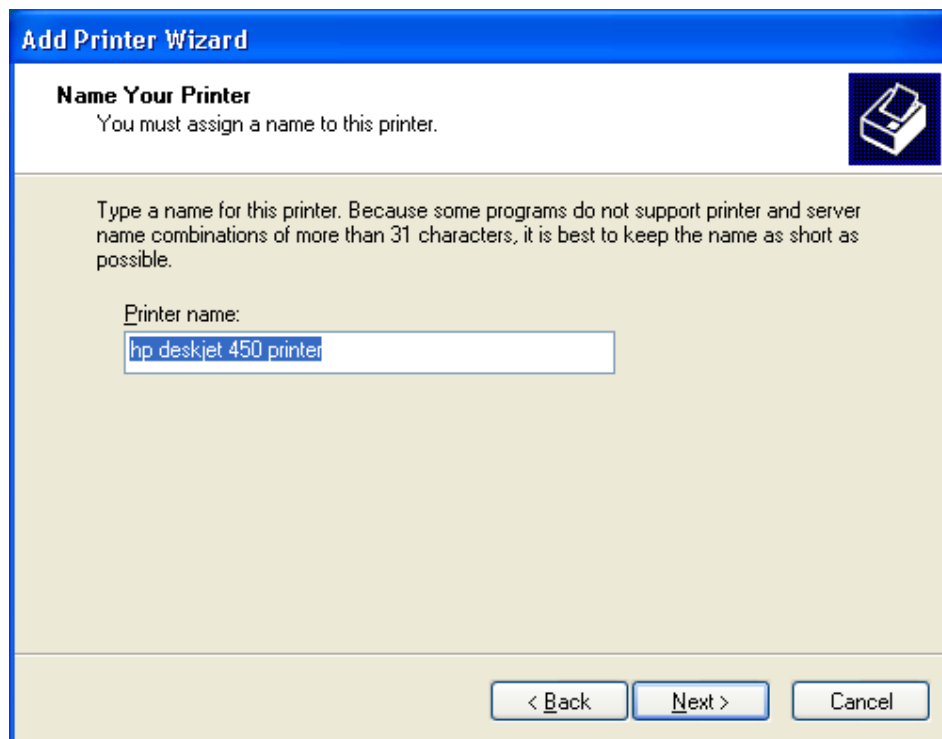 Add Printer Wizard
Name Your Printer
You must assign a name to this printer.
Type a name for this printer. Because some programs do not support printer and server
name combinations of more than 31 characters, it is best to keep the name as short as
possible.
Printer name:
hp deskjet 450 printer
< Back
Next >
Cancel